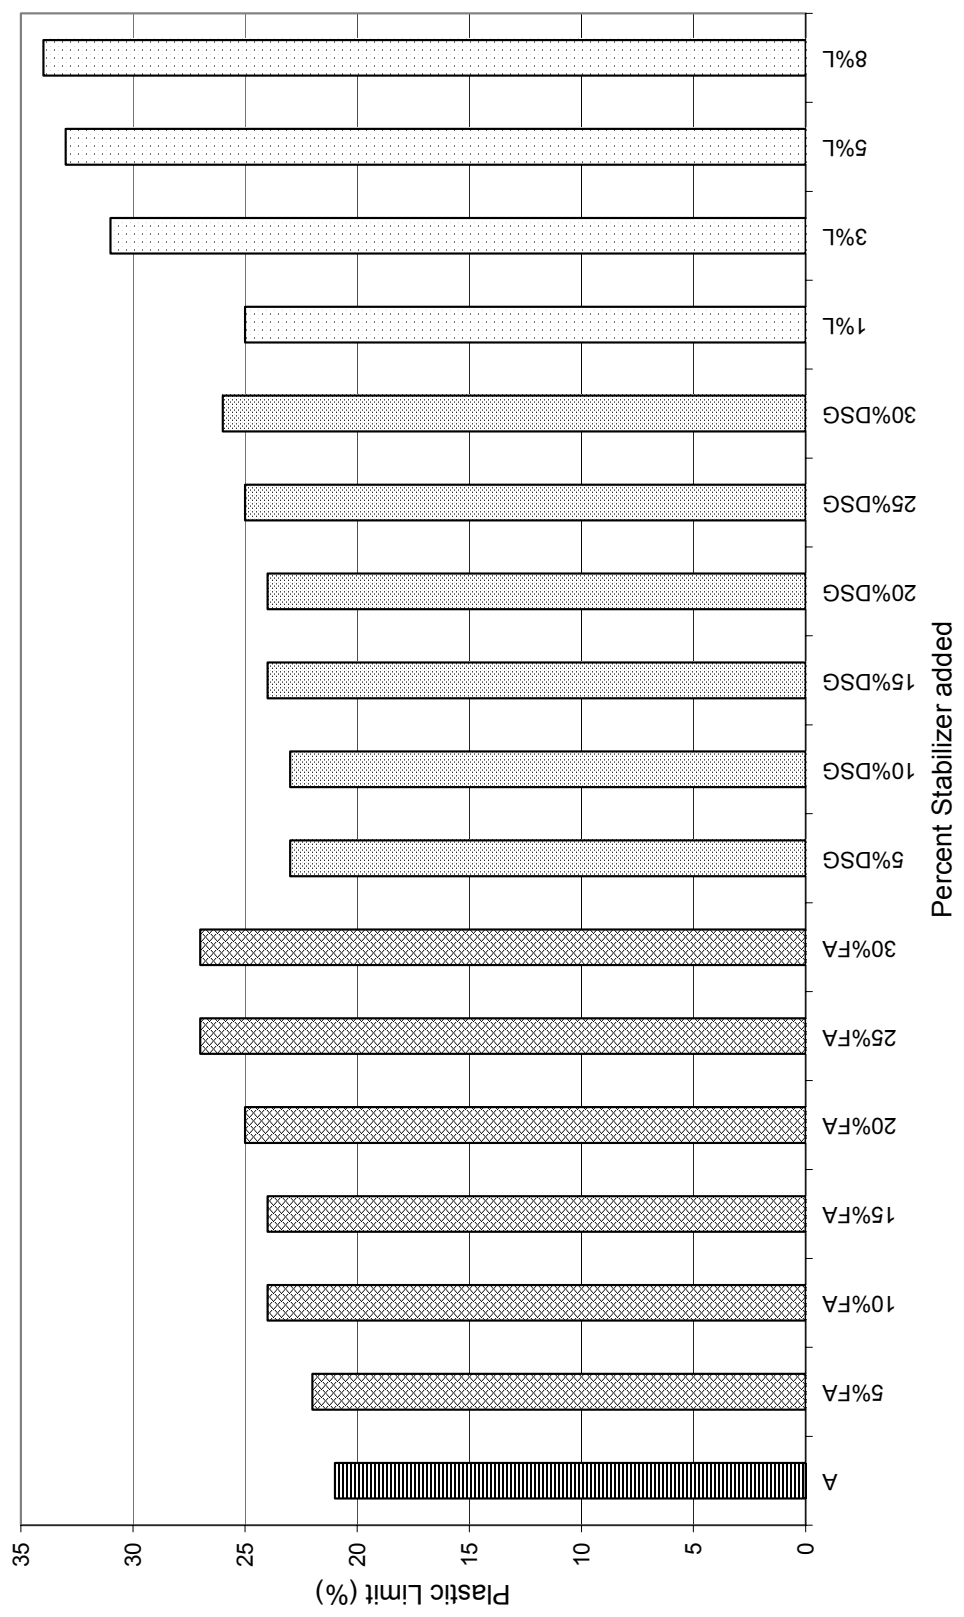 Plastic Limit (%)
35
30
25
20
15
10
5
0
A
5%FA
10%FA
15%FA
20%FA
25%FA
30%FA
5%DSG
10%DSG
15%DSG
20%DSG
25%DSG
30%DSG
1%L
3%L
5%L
8%L
Percent Stabilizer added